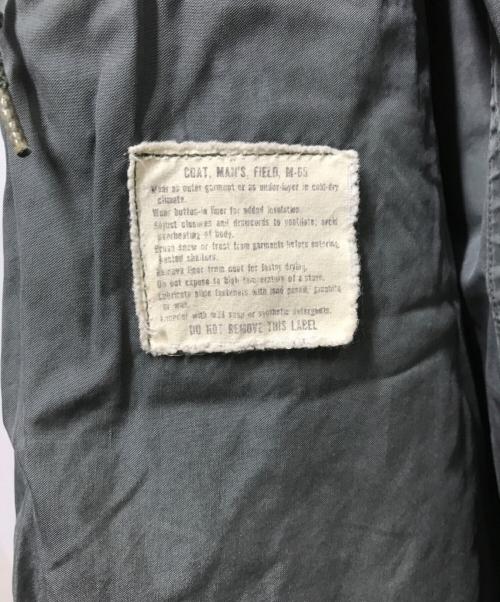 COAT, MAN'S, FIELD, M-65
Wear as outer garment or as under-layer in cold-dry
climate.
Wear button-in liner for added insulation.
Adjust closures and drawcords to ventilate; avoid
overheating of body.
Brush snow or frost from garments before entering
heated shelters.
Remove liner from coat for faster drying.
Do not expose to high temperature of a stove.
Lubricate slide fasteners with lead pencil, graphite
or wax.
Launder with mild soap or synthetic detergents.
DO NOT REMOVE THIS LABEL